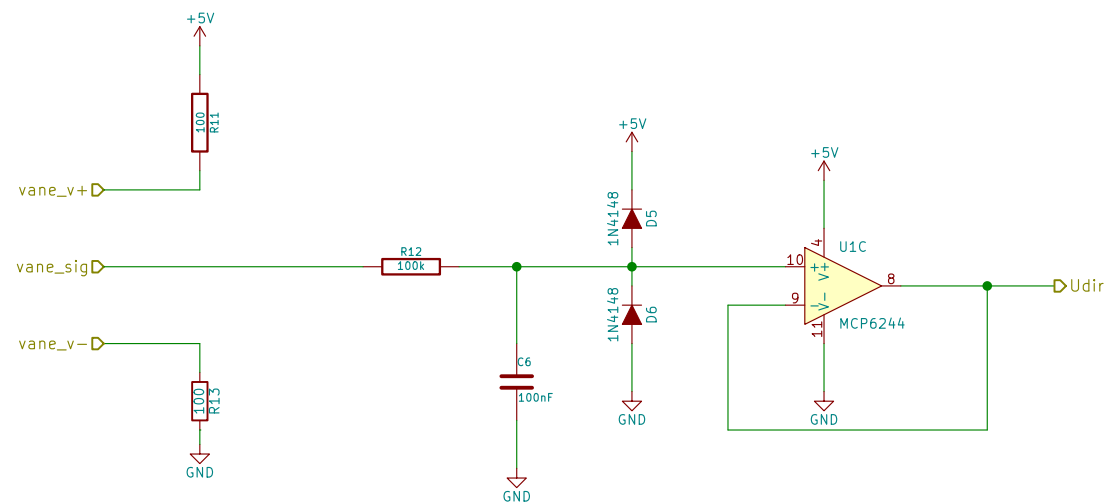 +5V
100
R11
vane_v+
vane_sig
R12
100k
vane_v-
100
R13
GND
C6
100nF
GND
+5V
1N4148
D5
1N4148
D6
GND
+5V
4
U1C
10
+
V+
9
-
V-
8
11
MCP6244
GND
Udir